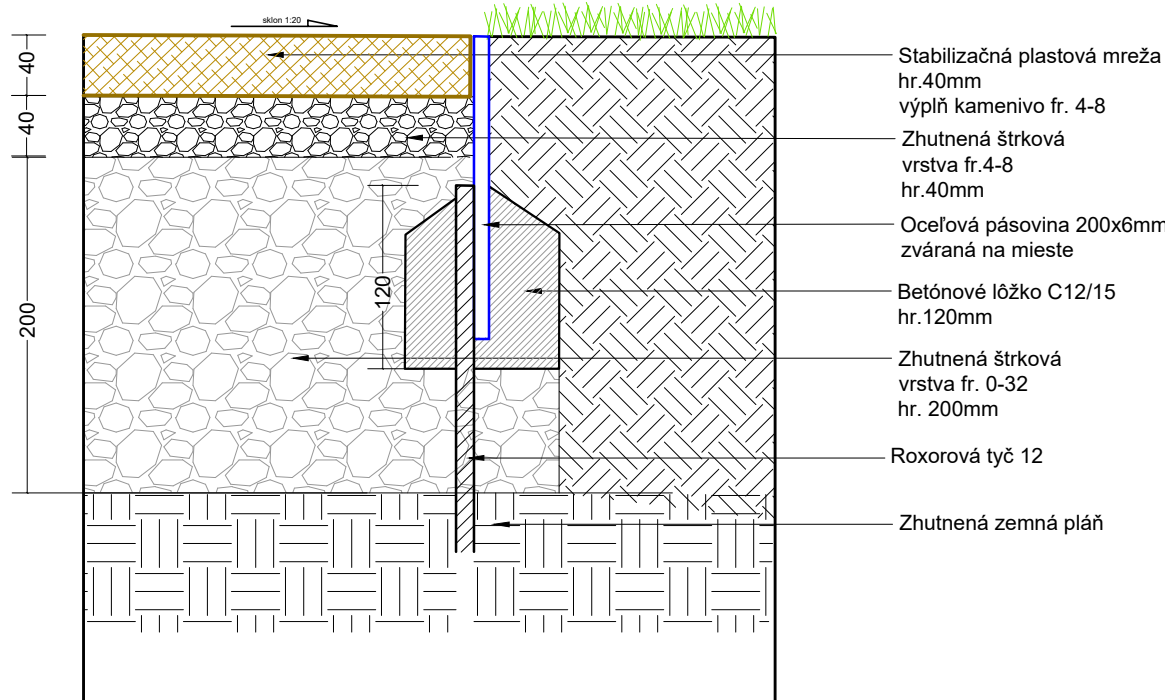 sklon 1:20
40
40
200
120
Stabilizačná plastová mreža
hr.40mm
výplň kamenivo fr. 4-8
Zhutnená štrková
vrstva fr.4-8
hr.40mm
Oceľová pásovina 200x6mm
zváraná na mieste
Betónové lôžko C12/15
hr.120mm
Zhutnená štrková
vrstva fr. 0-32
hr. 200mm
Roxorová tyč 12
Zhutnená zemná pláň